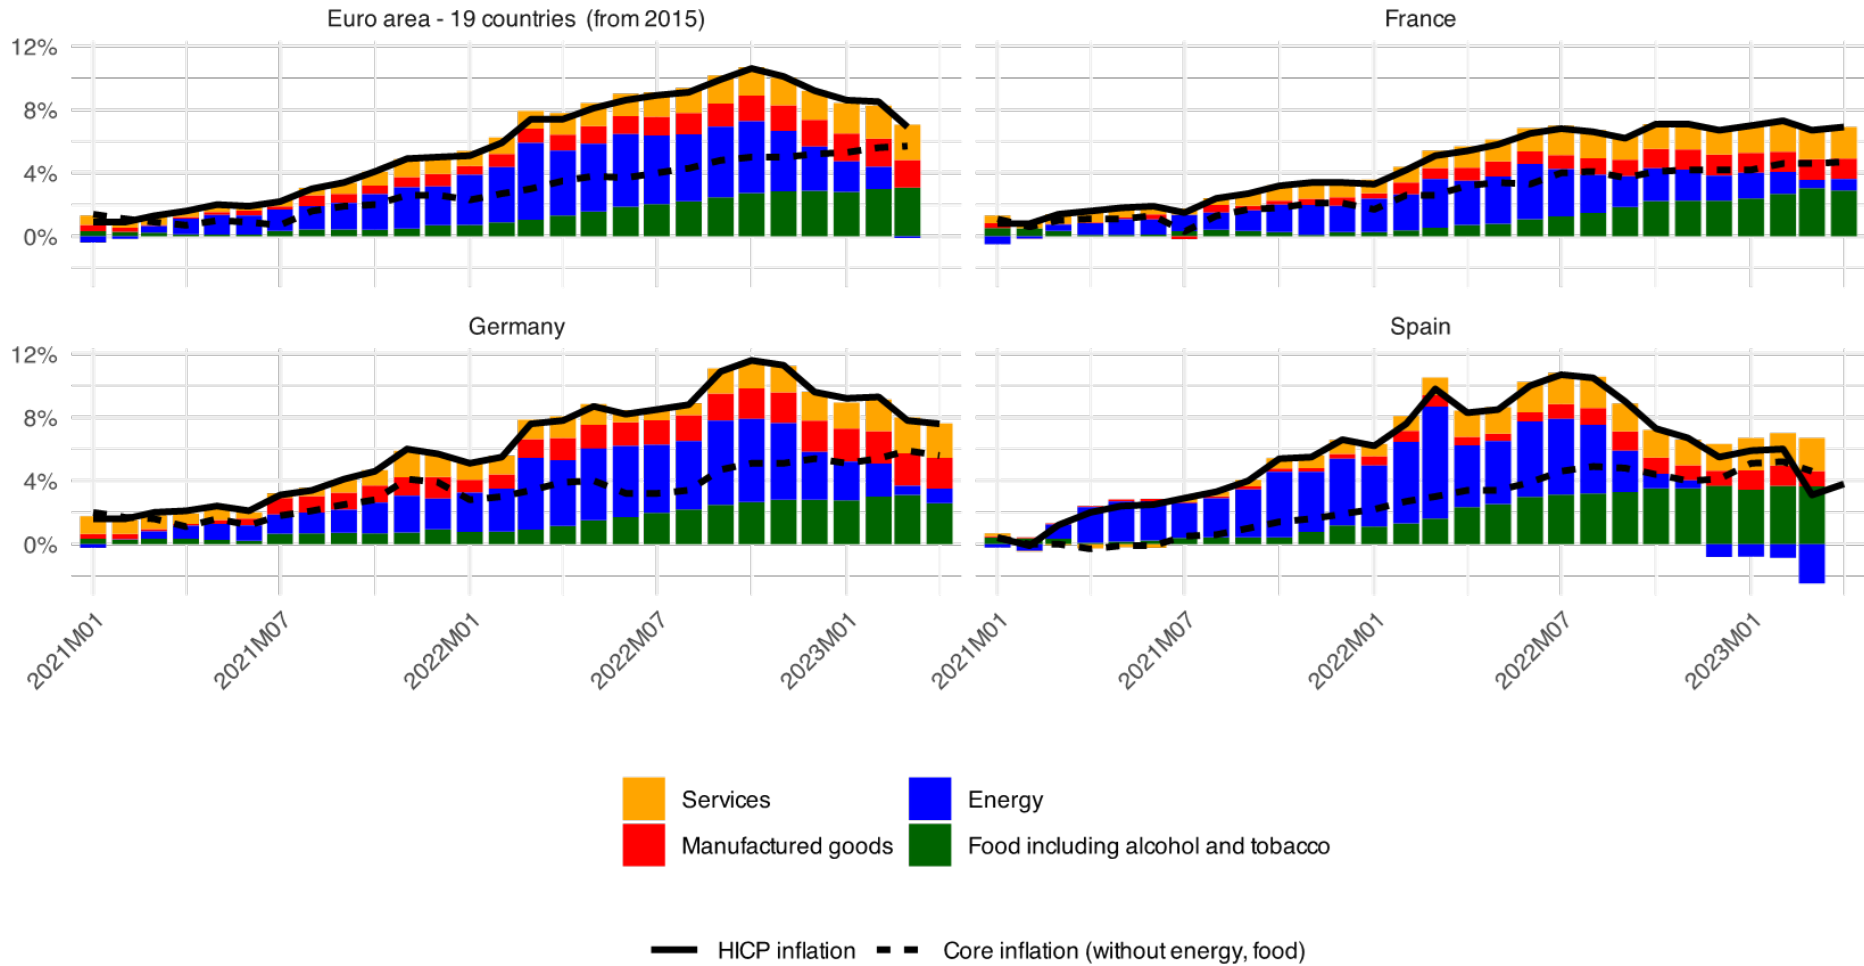 Euro area - 19 countries (from 2015)
France
12%
8%
4%
0%
Germany
Spain
12%
8%
4%
0%
2021M01
2021M07
2022M01
2022M07
2023M01
2021M01
2021M07
2022M01
2022M07
2023M01
Services
Energy
Manufactured goods
Food including alcohol and tobacco
HICP inflation
Core inflation (without energy, food)